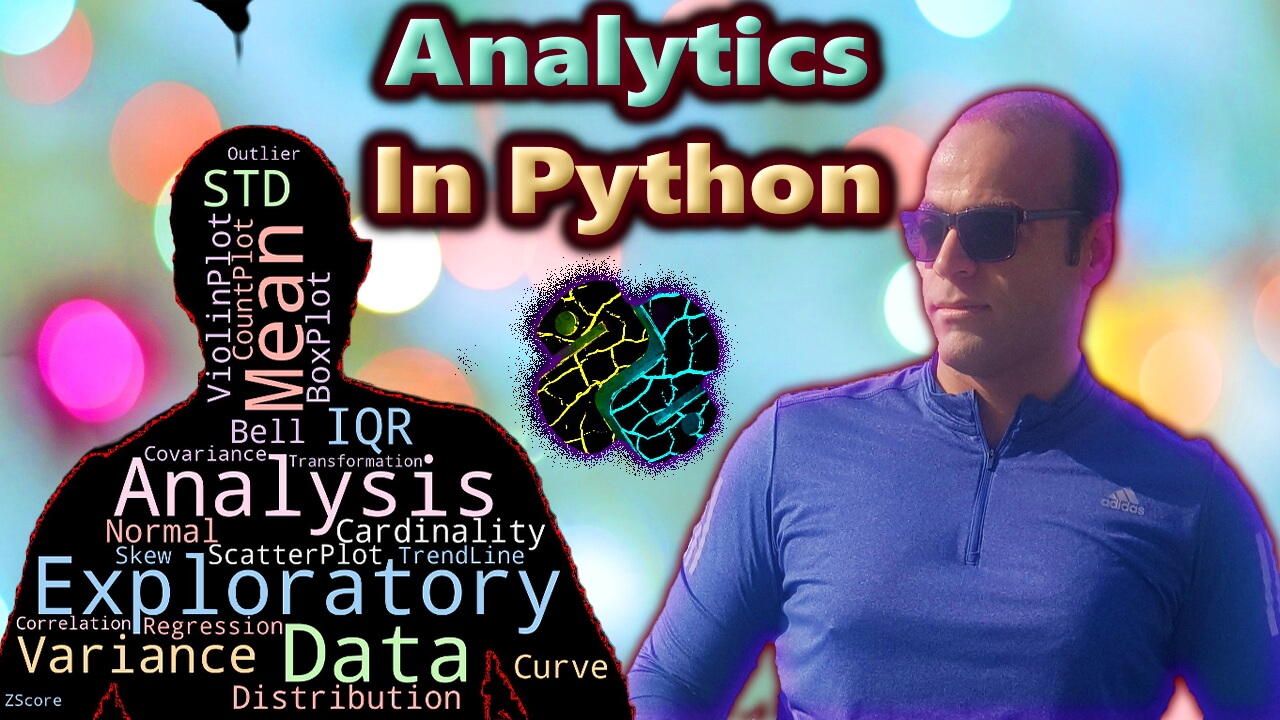 Analytics
In Python
Outlier
STD
ViolinPlot
CountPlot
Mean
BoxPlot
Bell
IQR
Covariance
Transformation
Analysis
Normal
Cardinality
Skew
ScatterPlot
TrendLine
Exploratory
Correlation
Regression
Variance
Data
Curve
Distribution
ZScore
adidas